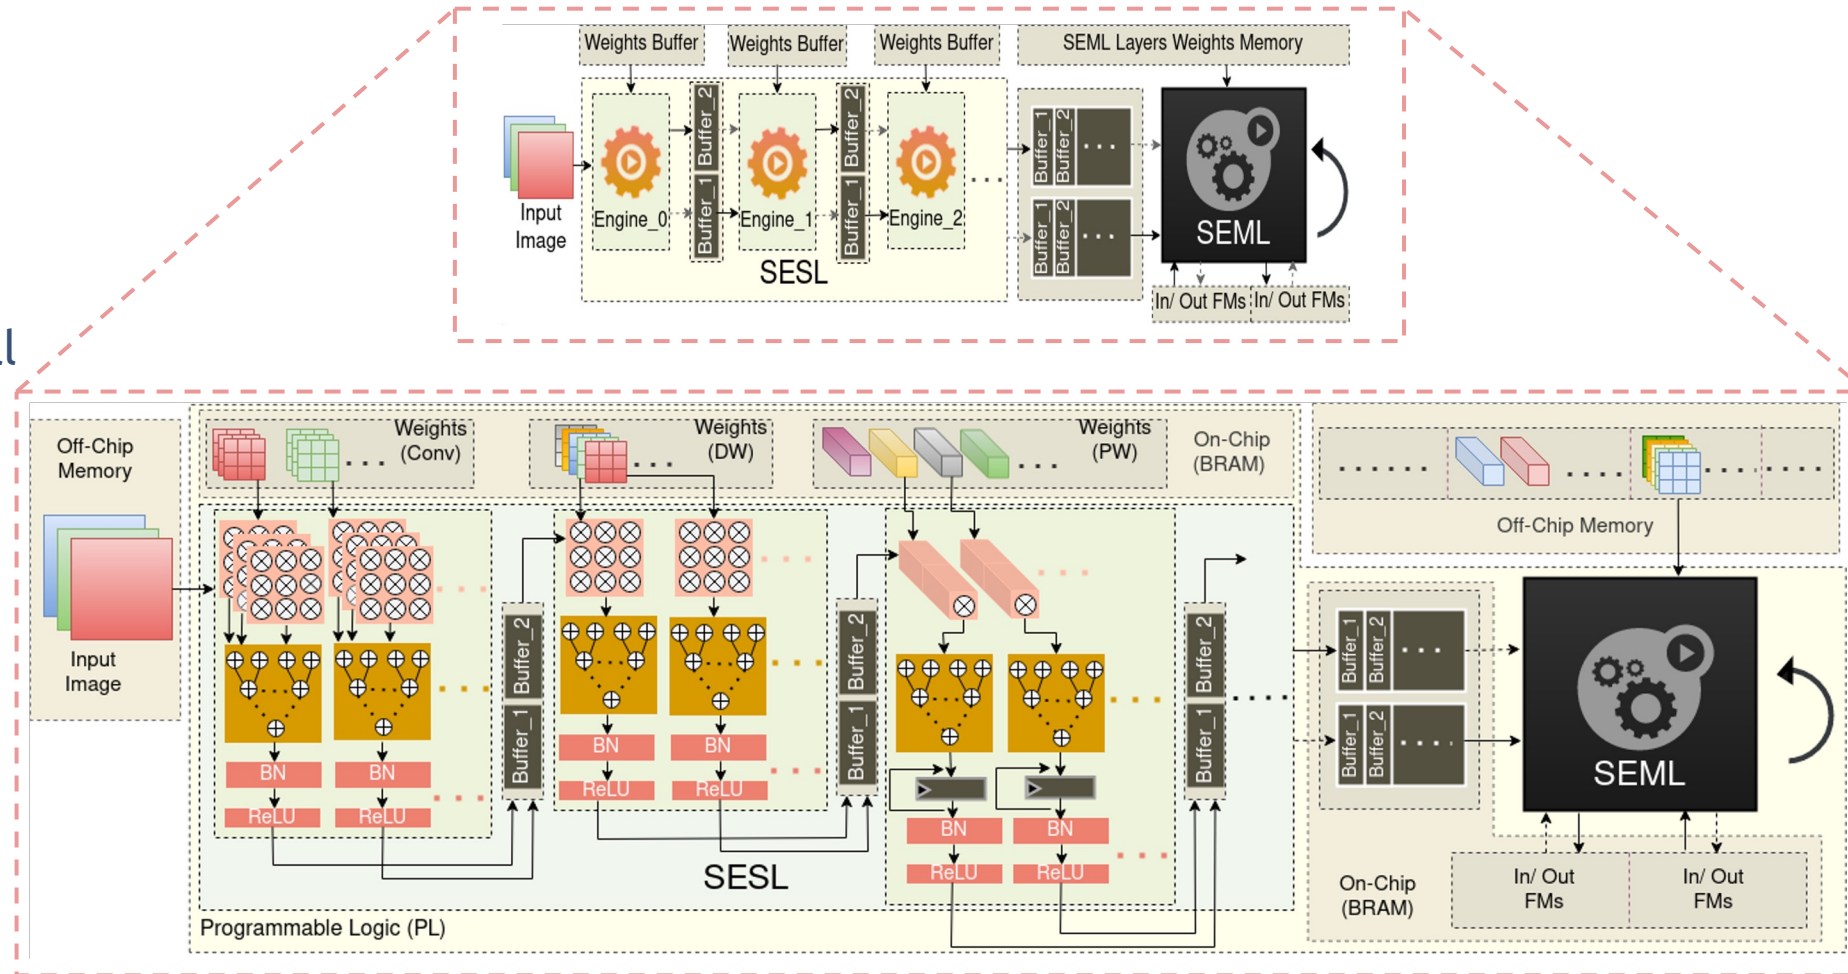 Weights Buffer
Weights Buffer
Weights Buffer
SEML Layers Weights Memory
Input
Image
Engine_0
Buffer_2
Buffer_1
Engine_1
Buffer_2
Buffer_1
Engine_2
...
SESL
Buffer_1
Buffer_2
...
Buffer_1
Buffer_2
...
SEML
In/ Out FMs
In/ Out FMs
Off-Chip
Memory
Input
Image
Weights
(Conv)
...
Weights
(DW)
...
Weights
(PW)
...
On-Chip
(BRAM)
Off-Chip Memory
BN
ReLU
BN
ReLU
Buffer_2
Buffer_1
BN
ReLU
BN
ReLU
Buffer_2
Buffer_1
BN
ReLU
BN
ReLU
Buffer_2
Buffer_1
SESL
Programmable Logic (PL)
Buffer_1
Buffer_2
...
Buffer_1
Buffer_2
....
SEML
On-Chip
(BRAM)
In/ Out
FMs
In/ Out
FMs